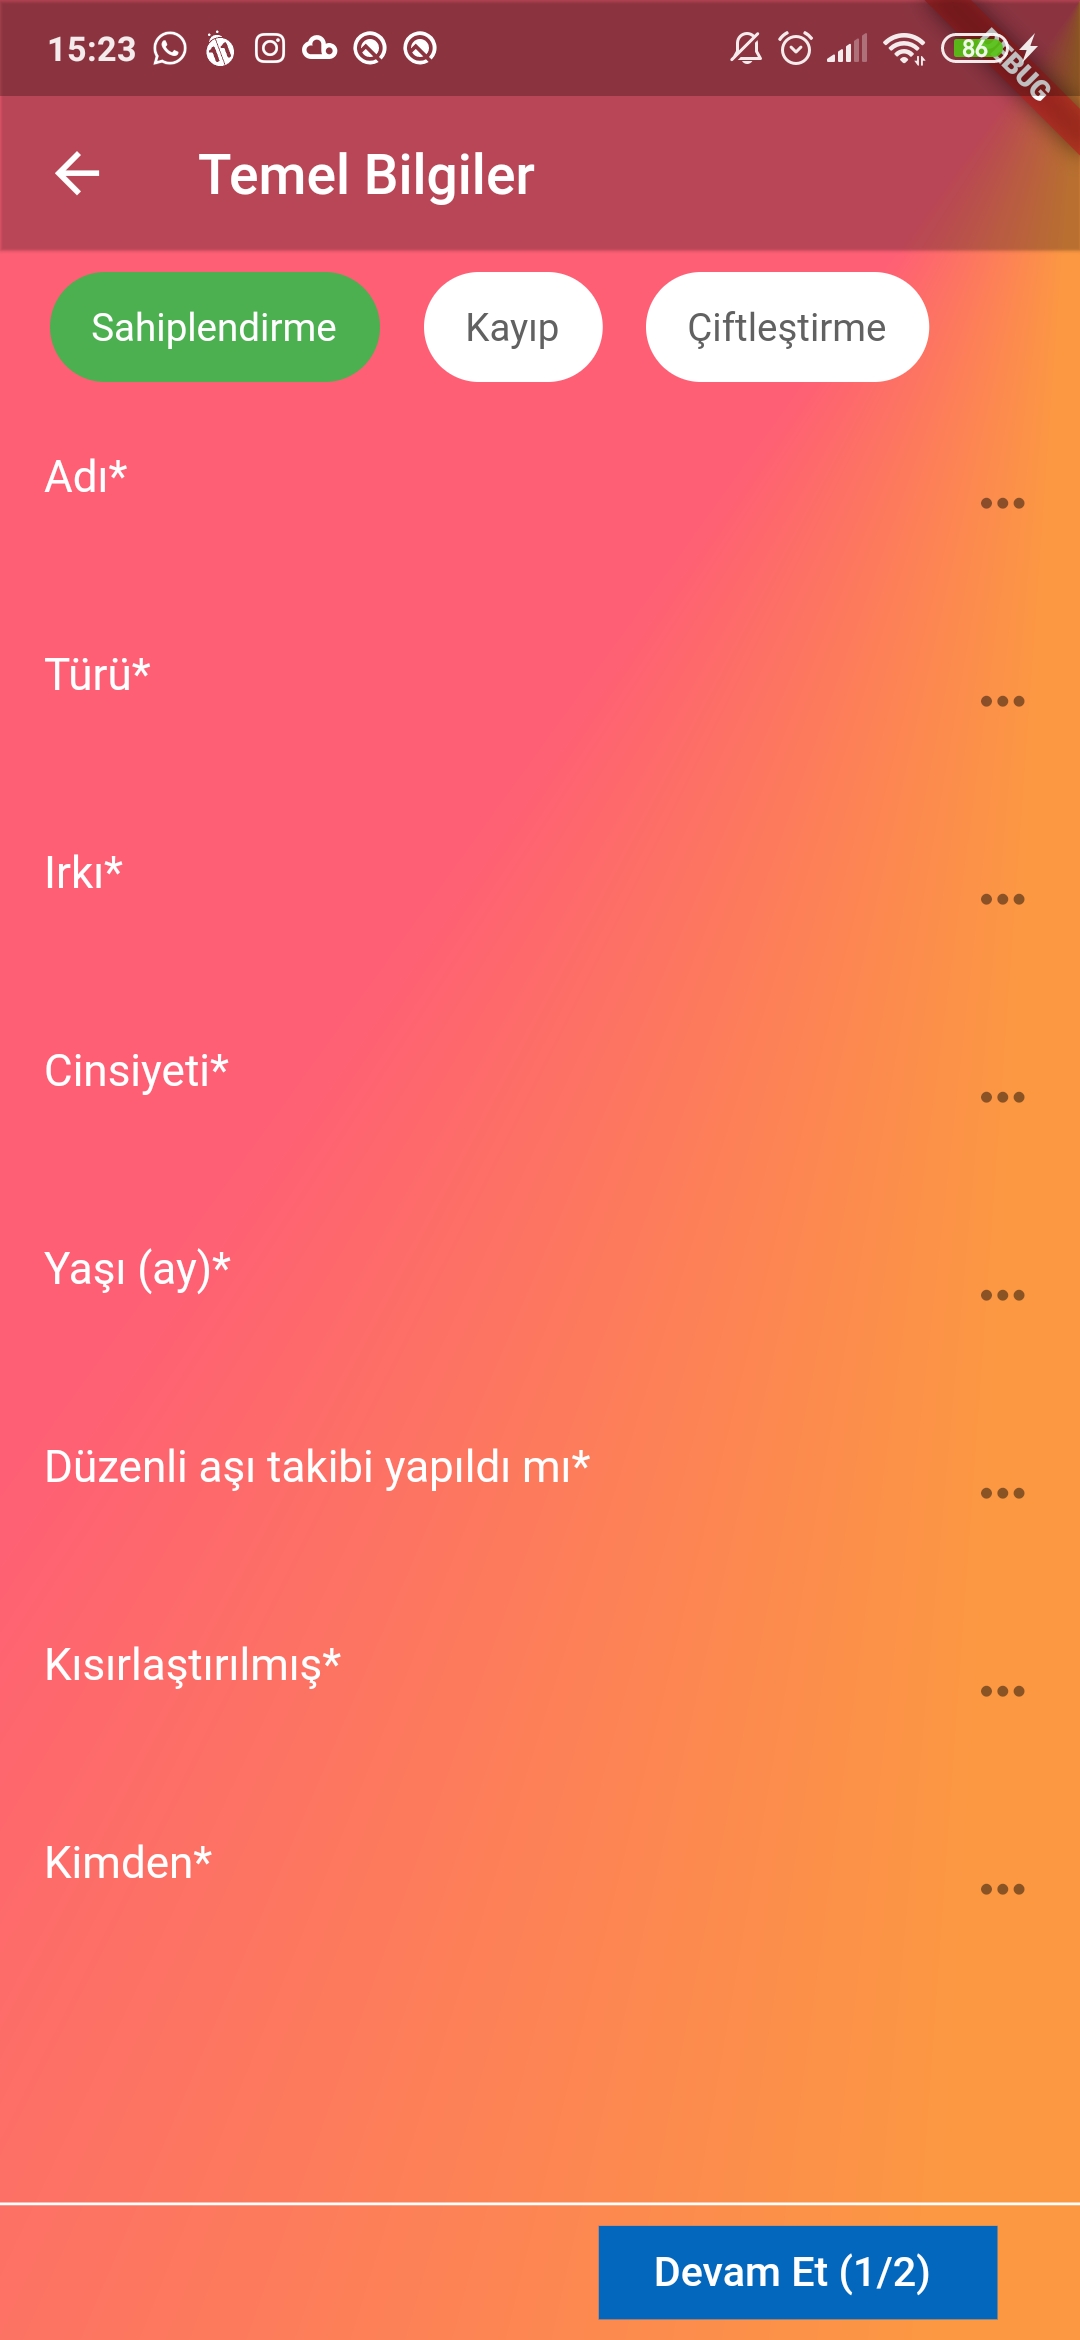 15:23
86
DEBUG
Temel Bilgiler
Sahiplendirme
Kayıp
Çiftleştirme
Adı*
Türü*
Irkı*
Cinsiyeti*
Yaşı (ay)*
Düzenli aşı takibi yapıldı mı*
Kısırlaştırılmış*
Kimden*
Devam Et (1/2)